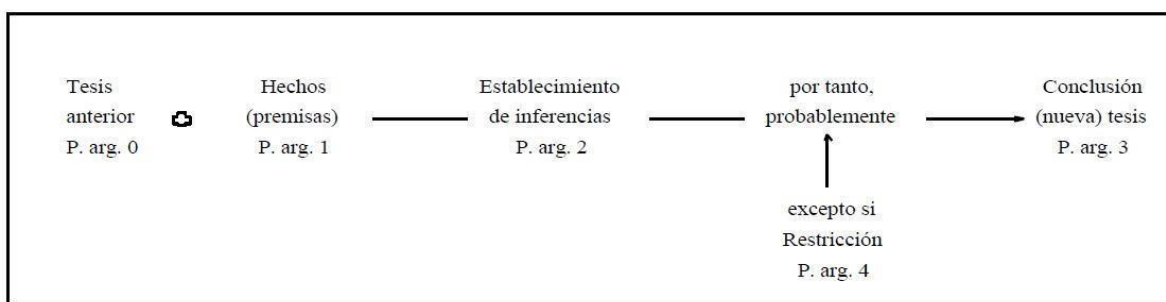 Tesis
anterior
P. arg. 0
Hechos
(premisas)
P. arg. 1
Establecimiento
de inferencias
P. arg. 2
por tanto,
probablemente
excepto si
Restricción
P. arg. 4
Conclusión
(nueva) tesis
P. arg. 3